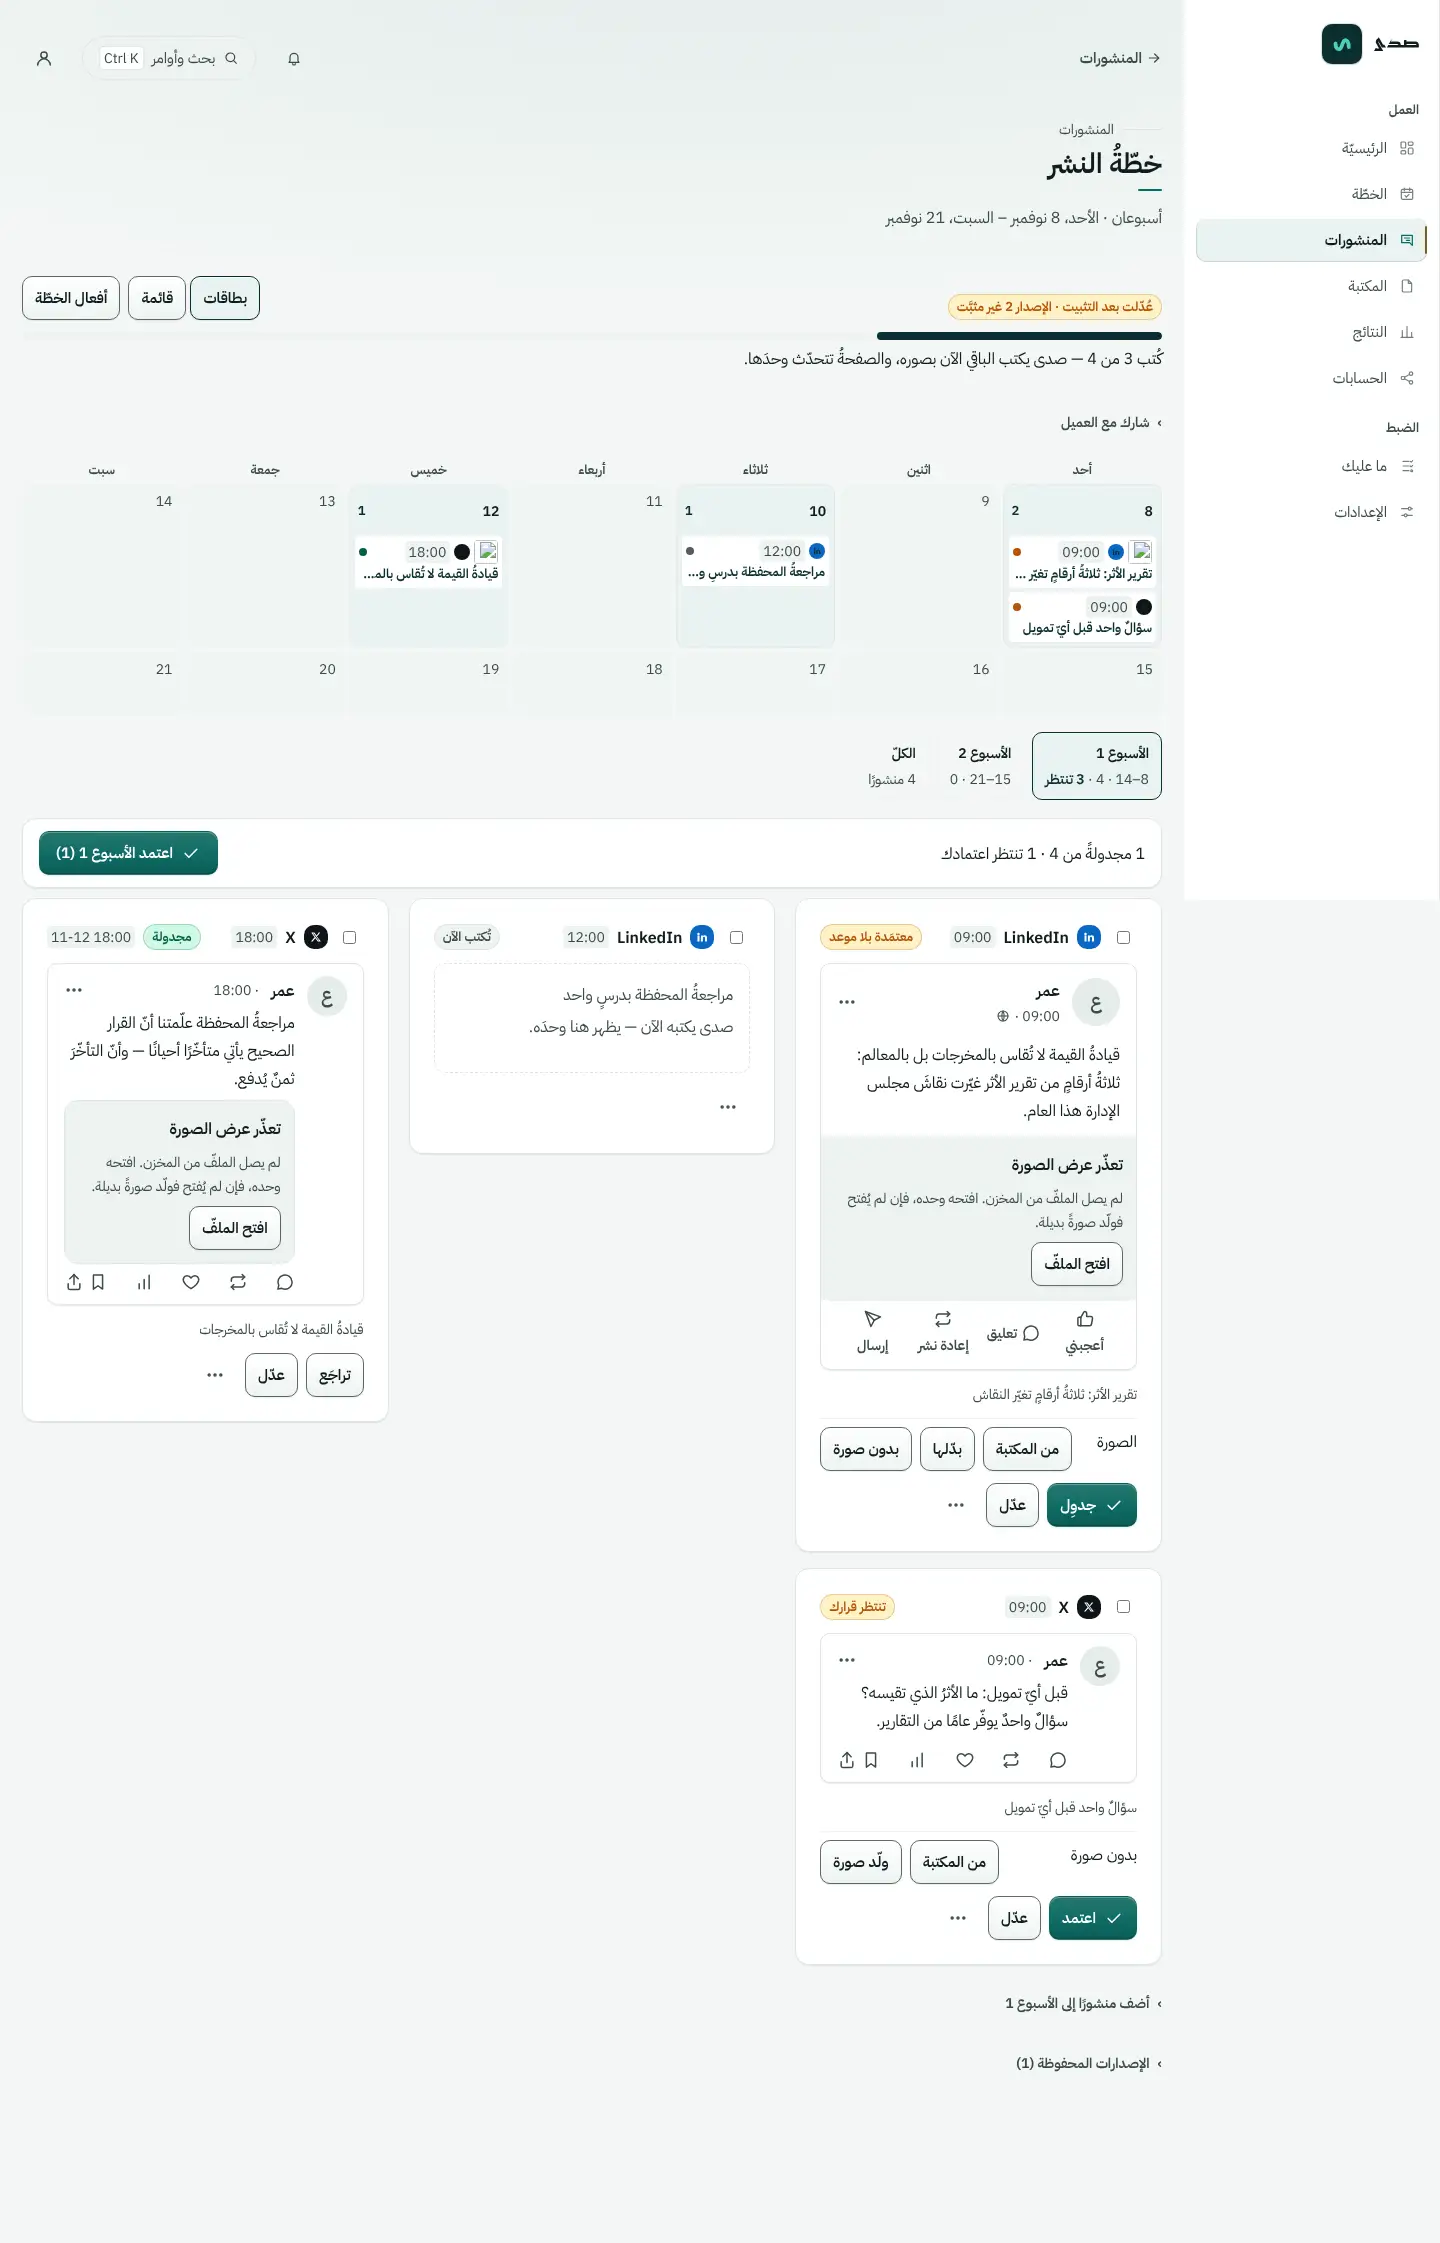 صدى
العمل
الرئيسيّة
الخطّة
المنشورات
المكتبة
النتائج
الحسابات
الضبط
ما عليك
الإعدادات
المنشورات
بحث وأوامر Ctrl K
المنشورات
خطّةُ النشر
أسبوعان · الأحد، 8 نوفمبر – السبت، 21 نوفمبر
عُدّلت بعد التثبيت · الإصدار 2 غير مثبَّت
بطاقات
قائمة
أفعال الخطّة
كُتب 3 من 4 — صدى يكتب الباقي الآن بصوره، والصفحةُ تتحدّث وحدَها.
شارك مع العميل
أحد اثنين ثلاثاء أربعاء خميس جمعة سبت
8 2
09:00
تقرير الأثر: ثلاثةُ أرقامٍ تغيّر ...
09:00
سؤالٌ واحد قبل أيّ تمويل
9
10 1
12:00
مراجعةُ المحفظة بدرسٍ و...
11
12 1
18:00
قيادةُ القيمة لا تُقاس بالمـ...
13
14
15 16 17 18 19 20 21
الأسبوع 1
8–14 · 4 · 3 تنتظر
الأسبوع 2
15–21 · 0
الكلّ
4 منشورًا
1 مجدولةً من 4 · 1 تنتظر اعتمادك
اعتمد الأسبوع 1 (1)
LinkedIn 09:00 معتمَدة بلا موعد
ع
عمر
09:00 ·
قيادةُ القيمة لا تُقاس بالمخرجات بل بالمعالم:
ثلاثةُ أرقامٍ من تقرير الأثر غيّرت نقاشَ مجلس
الإدارة هذا العام.
تعذّر عرض الصورة
لم يصل الملفّ من المخزن. افتحه وحده، فإن لم يُفتح
فولّد صورةً بديلة.
افتح الملفّ
أعجبني
تعليق
إعادة نشر
إرسال
تقرير الأثر: ثلاثةُ أرقامٍ تغيّر النقاش
الصورة
من المكتبة
بدّلها
بدون صورة
جدوِل
عدّل
LinkedIn 12:00 تُكتب الآن
مراجعةُ المحفظة بدرسٍ واحد
صدى يكتبه الآن — يظهر هنا وحدَه.
X 18:00 مجدولة 11-12 18:00
ع
عمر · 18:00
مراجعةُ المحفظة علّمتنا أنّ القرار
الصحيح يأتي متأخّرًا أحيانًا — وأنّ التأخّرَ
ثمنٌ يُدفع.
تعذّر عرض الصورة
لم يصل الملفّ من المخزن. افتحه
وحده، فإن لم يُفتح فولّد صورةً بديلة.
افتح الملفّ
قيادةُ القيمة لا تُقاس بالمخرجات
تراجَع
عدّل
X 09:00 تنتظر قرارك
ع
عمر · 09:00
قبل أيّ تمويل: ما الأثرُ الذي تقيسه؟
سؤالٌ واحدٌ يوفّر عامًا من التقارير.
سؤالٌ واحد قبل أيّ تمويل
بدون صورة
من المكتبة
ولّد صورة
اعتمد
عدّل
أضف منشورًا إلى الأسبوع 1
الإصدارات المحفوظة (1)